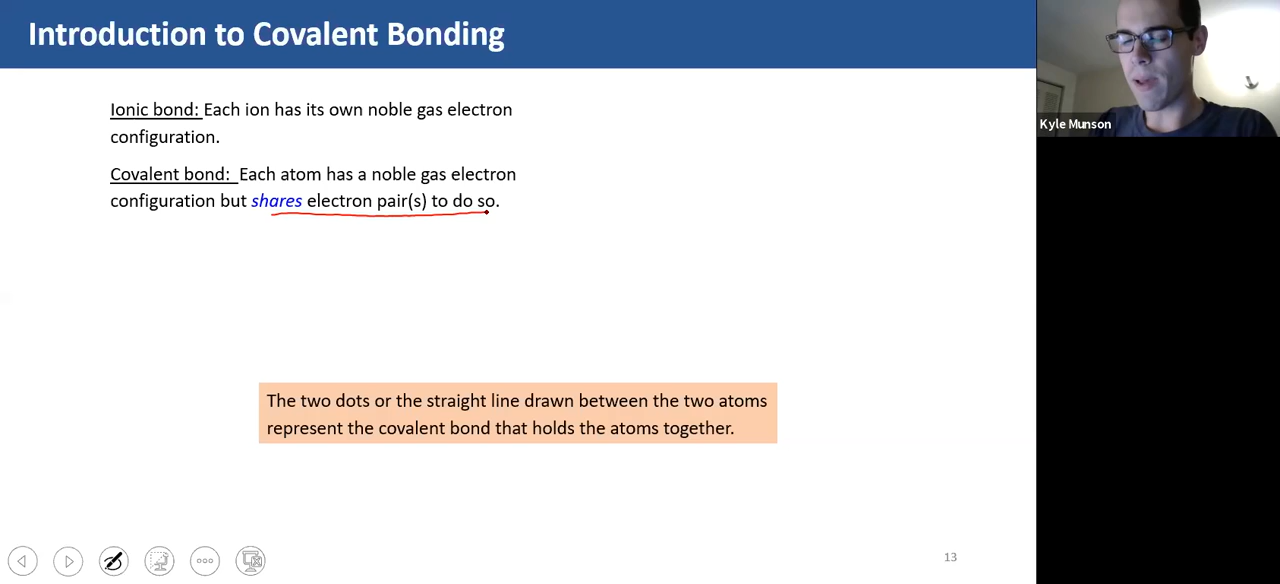 Introduction to Covalent Bonding
Ionic bond: Each ion has its own noble gas electron
configuration.
Covalent bond: Each atom has a noble gas electron
configuration but shares electron pair(s) to do so.
The two dots or the straight line drawn between the two atoms
represent the covalent bond that holds the atoms together.
13
Kyle Munson